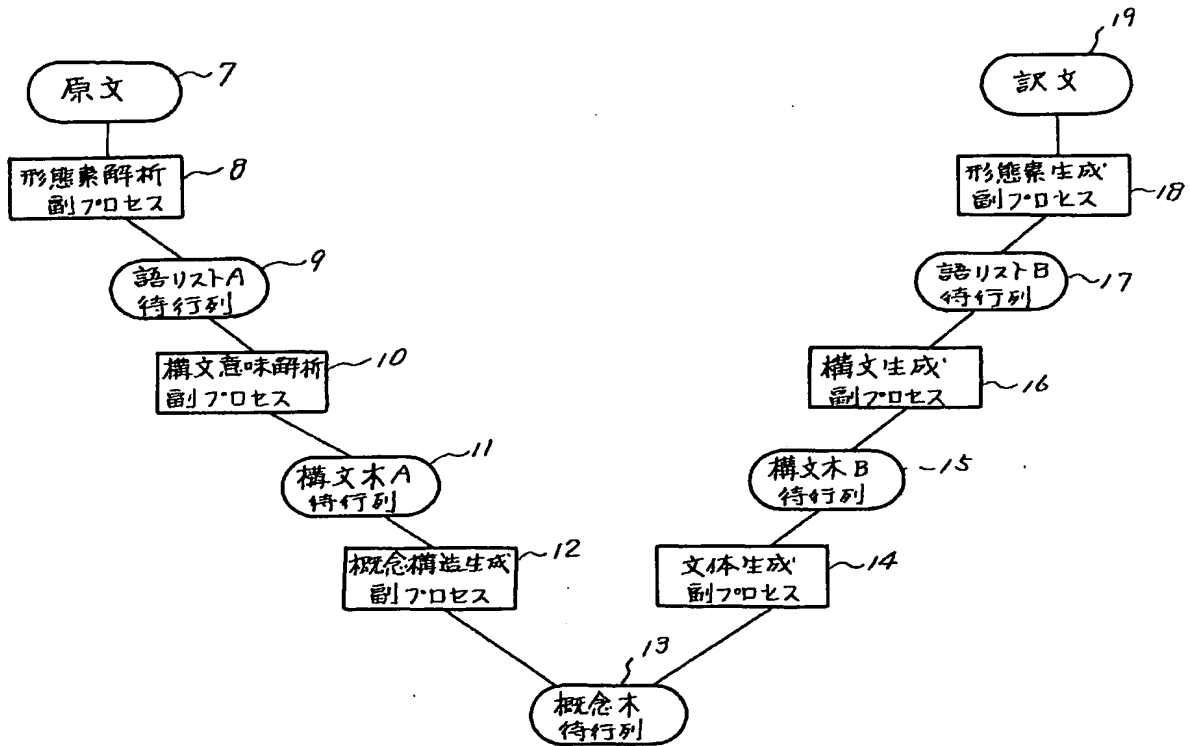 原文
7
形態素解析
副プロセス
8
語リストA
待行列
9
構文意味解析
副プロセス
10
構文木A
待行列
11
概念構造生成
副プロセス
12
概念木
待行列
13
文体生成
副プロセス
14
構文木B
待行列
15
構文生成
副プロセス
16
語リストB
待行列
17
形態素生成
副プロセス
18
訳文
19